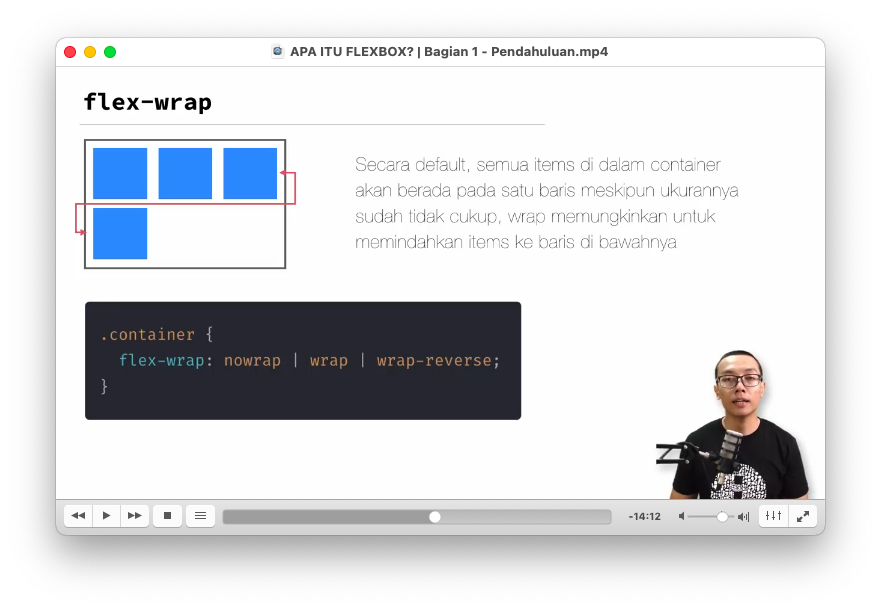 APA ITU FLEXBOX? | Bagian 1 - Pendahuluan.mp4
flex-wrap
Secara default, semua items di dalam container
akan berada pada satu baris meskipun ukurannya
sudah tidak cukup, wrap memungkinkan untuk
memindahkan items ke baris di bawahnya
.container {
flex-wrap: nowrap | wrap | wrap-reverse;
}
-14:12